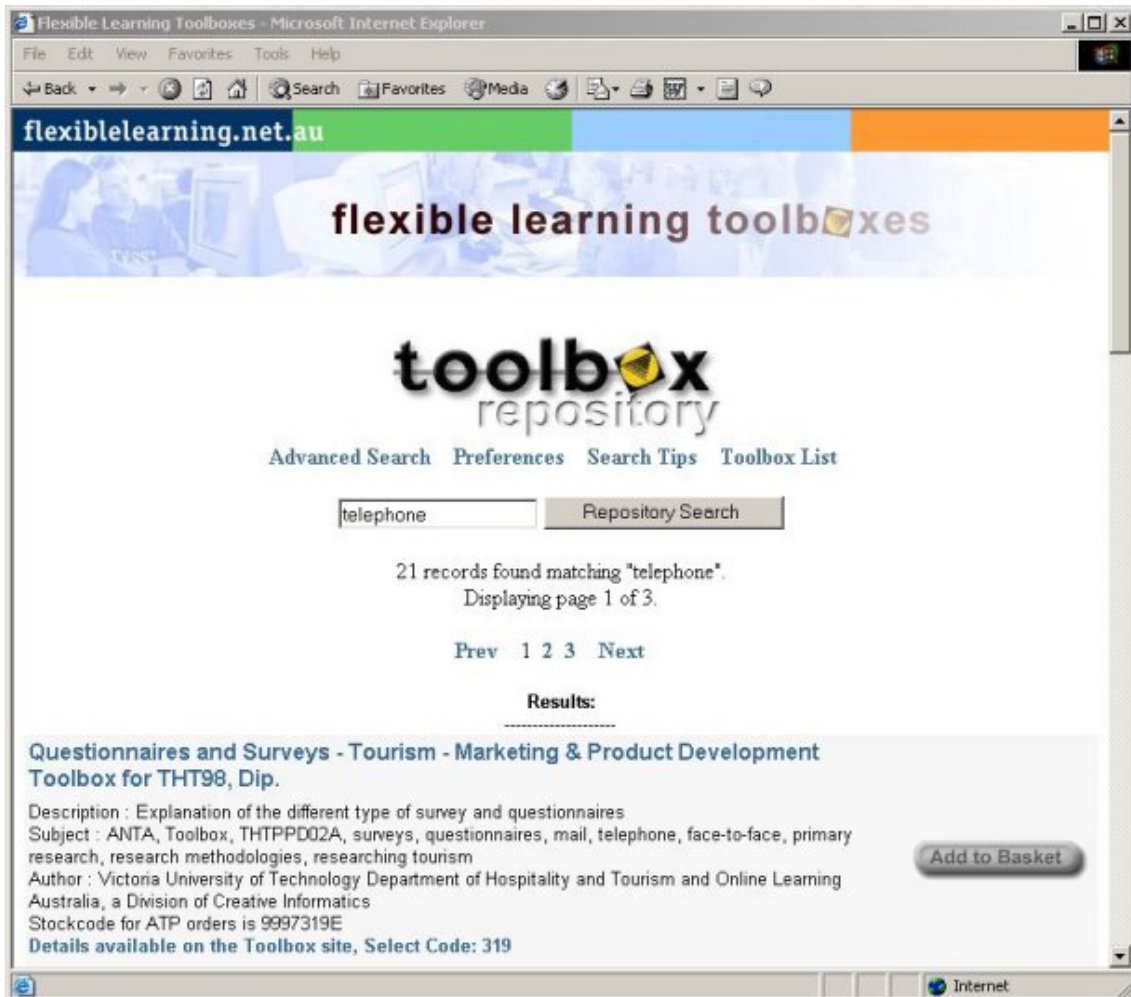 Flexible Learning Toolboxes - Microsoft Internet Explorer
File Edit View Favorites Tools Help
Back Search Favorites Media
flexiblelearning.net.au
flexible learning toolboxes
toolbox
repository
Advanced Search Preferences Search Tips Toolbox List
telephone Repository Search
21 records found matching "telephone".
Displaying page 1 of 3.
Prev 1 2 3 Next
Results:
--------------------
Questionnaires and Surveys - Tourism - Marketing & Product Development
Toolbox for THT98, Dip.
Description : Explanation of the different type of survey and questionnaires
Subject : ANTA, Toolbox, THTPPD02A, surveys, questionnaires, mail, telephone, face-to-face, primary
research, research methodologies, researching tourism
Add to Basket
Author : Victoria University of Technology Department of Hospitality and Tourism and Online Learning
Australia, a Division of Creative Informatics
Stockcode for ATP orders is 9997319E
Details available on the Toolbox site, Select Code: 319
Internet